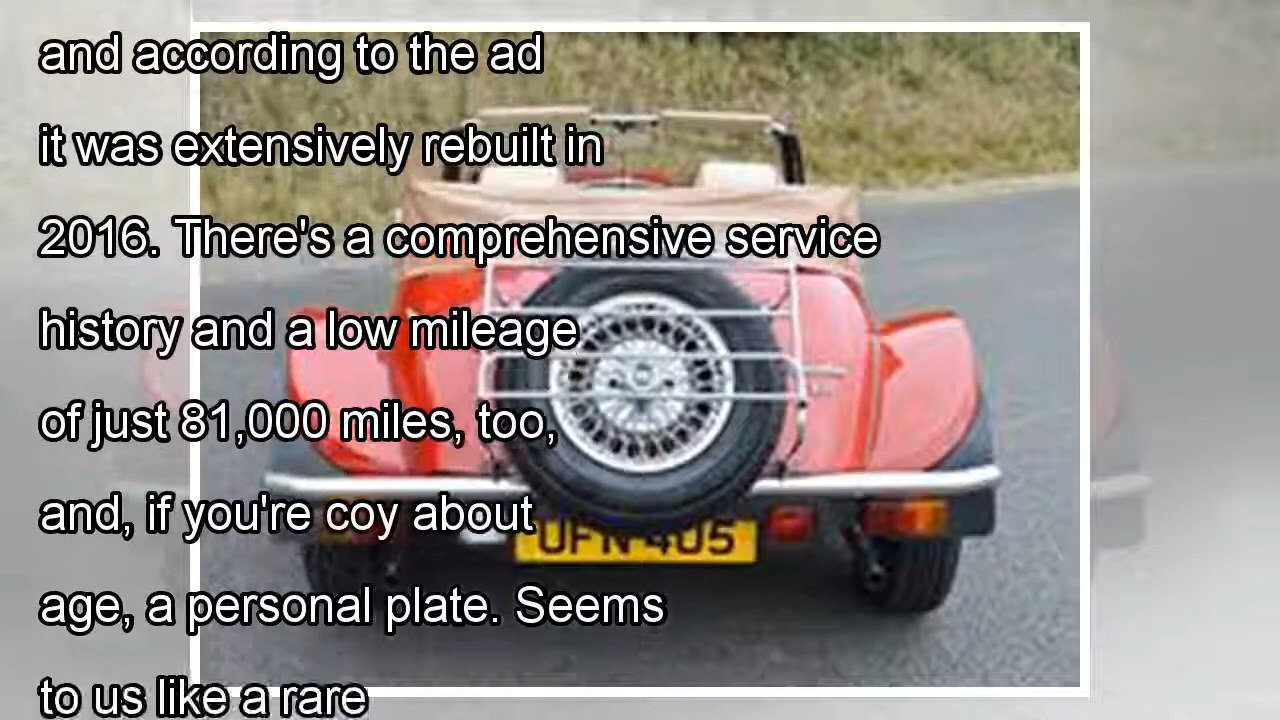 and according to the ad
it was extensively rebuilt in
2016. There's a comprehensive service
history and a low mileage
of just 81,000 miles, too,
and, if you're coy about
UFN 405
age, a personal plate. Seems
to us like a rare